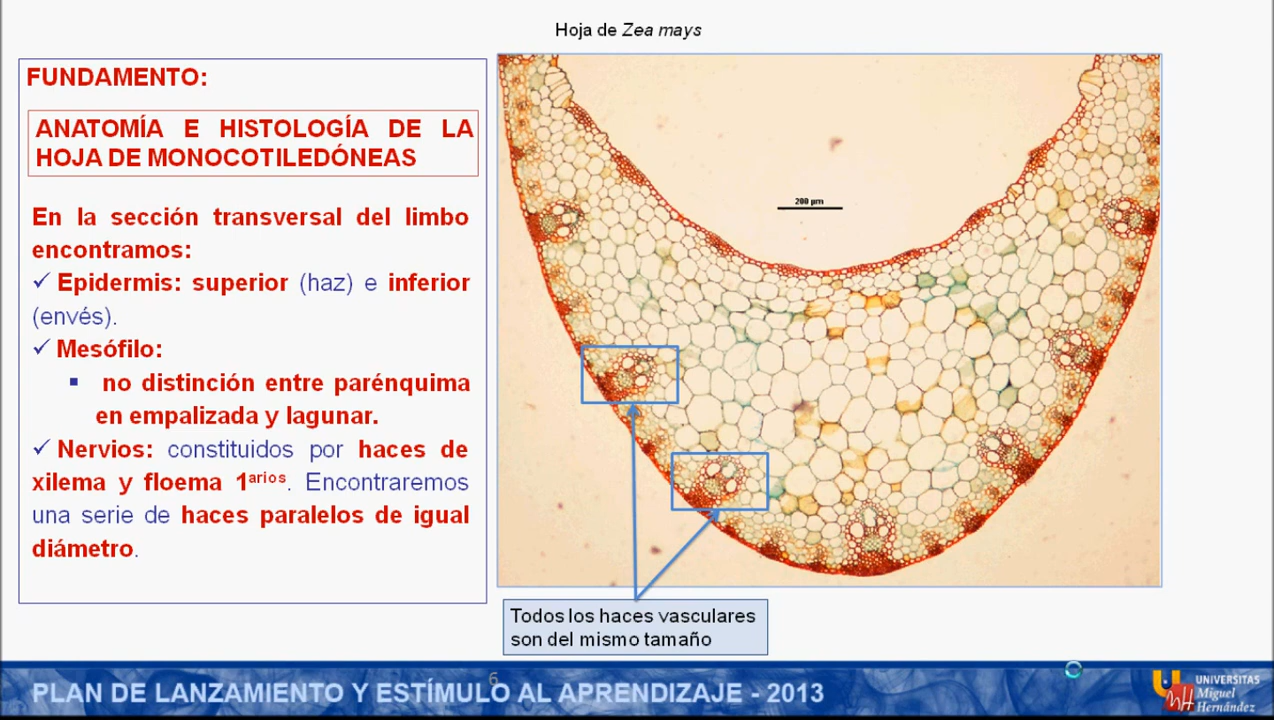 Hoja de Zea mays
FUNDAMENTO:
ANATOMÍA E HISTOLOGÍA DE LA
HOJA DE MONOCOTILEDÓNEAS
En la sección transversal del limbo
encontramos:
✓ Epidermis: superior (haz) e inferior
(envés).
✓ Mesófilo:
▪ no distinción entre parénquima
en empalizada y lagunar.
✓ Nervios: constituidos por haces de
xilema y floema 1arios. Encontraremos
una serie de haces paralelos de igual
diámetro.
200 µm
Todos los haces vasculares
son del mismo tamaño
6
PLAN DE LANZAMIENTO Y ESTÍMULO AL APRENDIZAJE - 2013
UNIVERSITAS
Miguel
Hernández